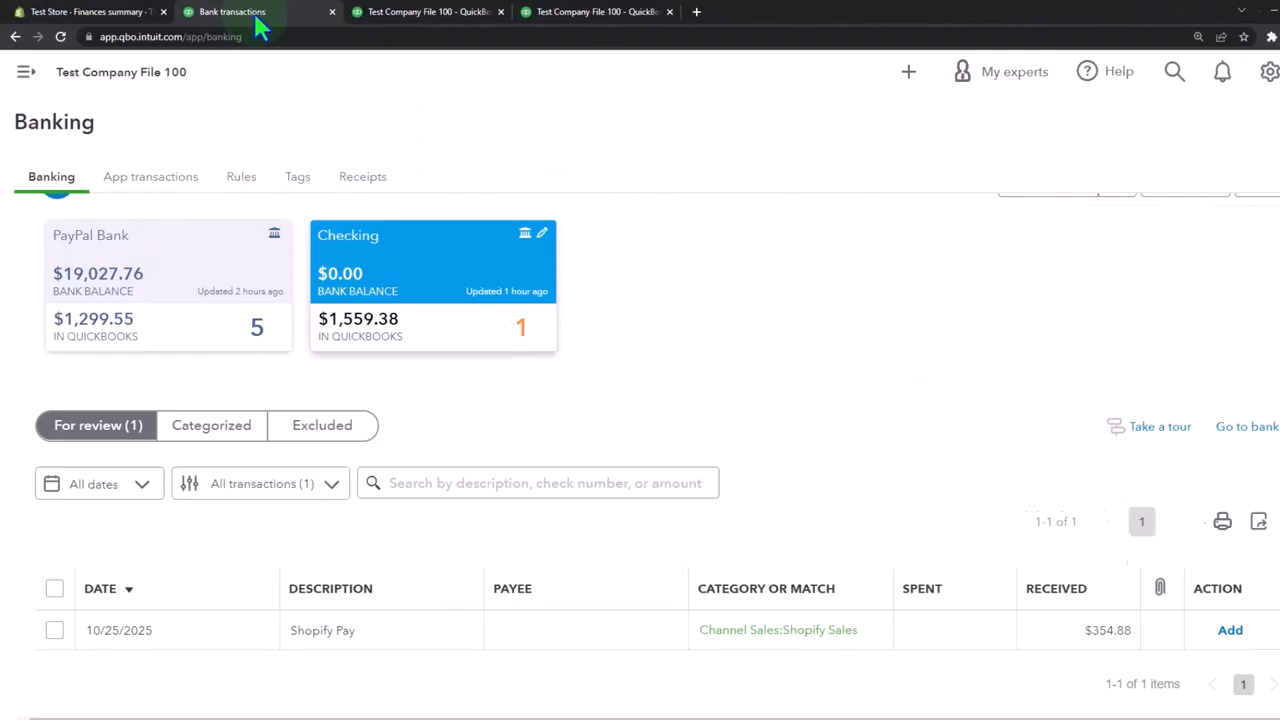 Test Store - Finances summary - T
Bank transactions
Test Company File 100 - QuickBo
Test Company File 100 - QuickBo
app.qbo.intuit.com/app/banking
Test Company File 100
My experts
Help
Banking
Banking
App transactions
Rules
Tags
Receipts
PayPal Bank
$19,027.76
BANK BALANCE
Updated 2 hours ago
$1,299.55
IN QUICKBOOKS
5
Checking
$0.00
BANK BALANCE
Updated 1 hour ago
$1,559.38
IN QUICKBOOKS
1
For review (1)
Categorized
Excluded
Take a tour
Go to bank
All dates
All transactions (1)
Search by description, check number, or amount
1-1 of 1
1
DATE
DESCRIPTION
PAYEE
CATEGORY OR MATCH
SPENT
RECEIVED
ACTION
10/25/2025
Shopify Pay
Channel Sales:Shopify Sales
$354.88
Add
1-1 of 1 items
1